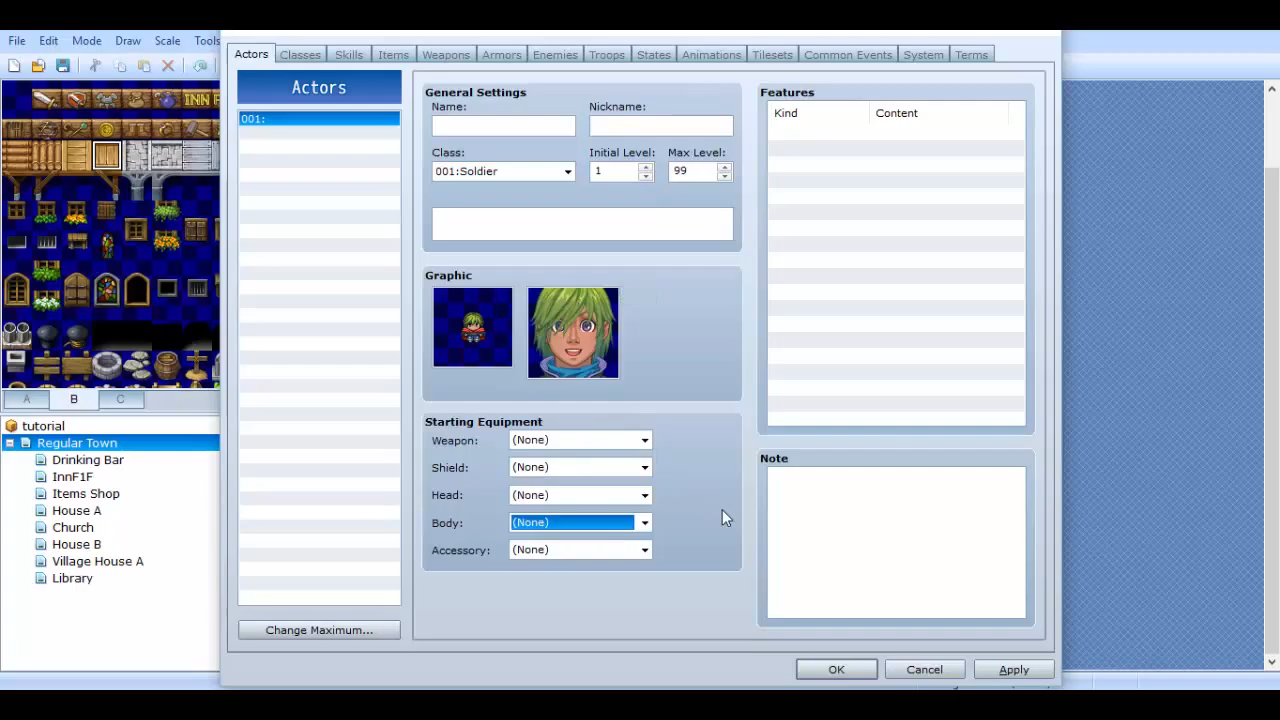 File Edit Mode Draw Scale Tools
INN
A B C
tutorial
Regular Town
Drinking Bar
InnF1F
Items Shop
House A
Church
House B
Village House A
Library
Actors Classes Skills Items Weapons Armors Enemies Troops States Animations Tilesets Common Events System Terms
Actors
001:
Change Maximum...
General Settings
Name: Nickname:
Class: Initial Level: Max Level:
001:Soldier 1 99
Graphic
Starting Equipment
Weapon: (None)
Shield: (None)
Head: (None)
Body: (None)
Accessory: (None)
Features
Kind Content
Note
OK Cancel Apply